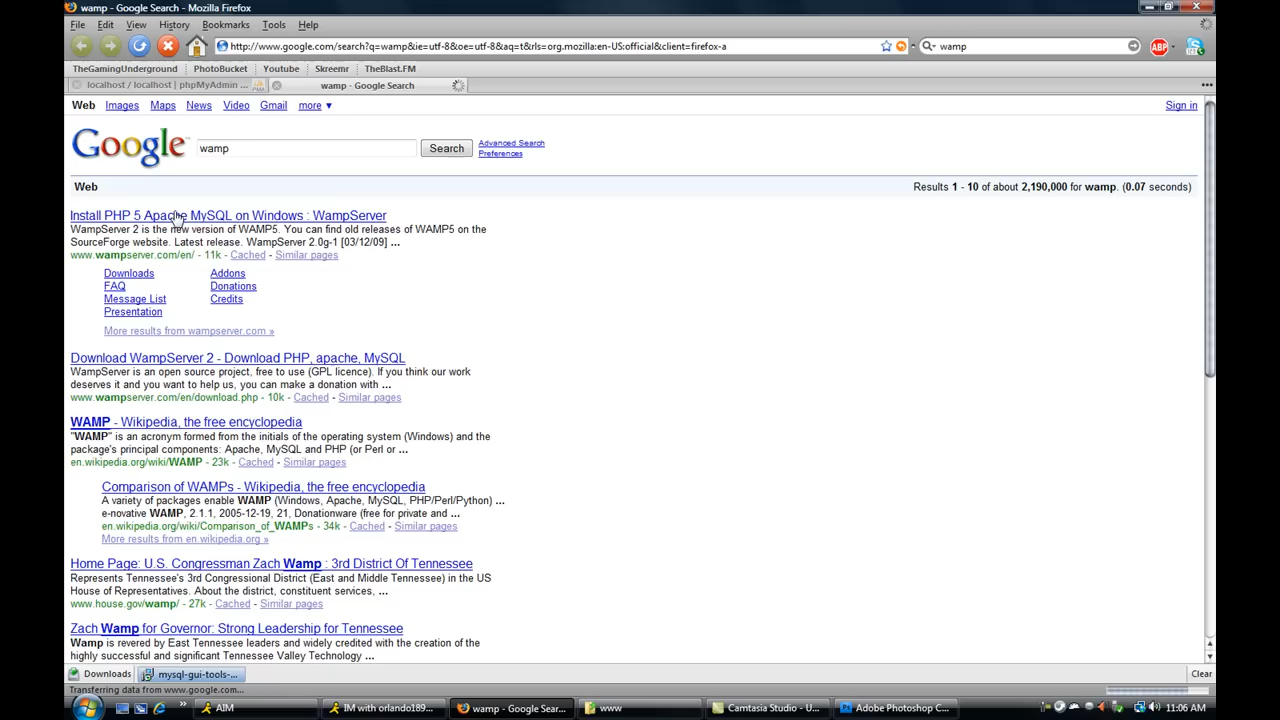 wamp - Google Search - Mozilla Firefox
File Edit View History Bookmarks Tools Help
http://www.google.com/search?q=wamp&ie=utf-8&oe=utf-8&aq=t&rls=org.mozilla:en-US:official&client=firefox-a
wamp
ABP
TheGamingUnderground PhotoBucket Youtube Skreemr TheBlast.FM
localhost / localhost | phpMyAdmin ...
wamp - Google Search
Web Images Maps News Video Gmail more ▼
Sign in
Google
wamp
Search
Advanced Search
Preferences
Web
Results 1 - 10 of about 2,190,000 for wamp. (0.07 seconds)
Install PHP 5 Apache MySQL on Windows : WampServer
WampServer 2 is the new version of WAMP5. You can find old releases of WAMP5 on the
SourceForge website. Latest release. WampServer 2.0g-1 [03/12/09] ...
www.wampserver.com/en/ - 11k - Cached - Similar pages
Downloads Addons
FAQ Donations
Message List Credits
Presentation
More results from wampserver.com »
Download WampServer 2 - Download PHP, apache, MySQL
WampServer is an open source project, free to use (GPL licence). If you think our work
deserves it and you want to help us, you can make a donation with ...
www.wampserver.com/en/download.php - 10k - Cached - Similar pages
WAMP - Wikipedia, the free encyclopedia
"WAMP" is an acronym formed from the initials of the operating system (Windows) and the
package's principal components: Apache, MySQL and PHP (or Perl or ...
en.wikipedia.org/wiki/WAMP - 23k - Cached - Similar pages
Comparison of WAMPs - Wikipedia, the free encyclopedia
A variety of packages enable WAMP (Windows, Apache, MySQL, PHP/Perl/Python) ...
e-novative WAMP, 2.1.1, 2005-12-19, 21, Donationware (free for private and ...
en.wikipedia.org/wiki/Comparison_of_WAMPs - 34k - Cached - Similar pages
More results from en.wikipedia.org »
Home Page: U.S. Congressman Zach Wamp : 3rd District Of Tennessee
Represents Tennessee's 3rd Congressional District (East and Middle Tennessee) in the US
House of Representatives. About the district, constituent services, ...
www.house.gov/wamp/ - 27k - Cached - Similar pages
Zach Wamp for Governor: Strong Leadership for Tennessee
Wamp is revered by East Tennessee leaders and widely credited with the creation of the
highly successful and significant Tennessee Valley Technology ...
Downloads
mysql-gui-tools-...
Clear
Transferring data from www.google.com...
AIM
IM with orlando189...
wamp - Google Sear...
www
Camtasia Studio - U...
Adobe Photoshop C...
11:06 AM